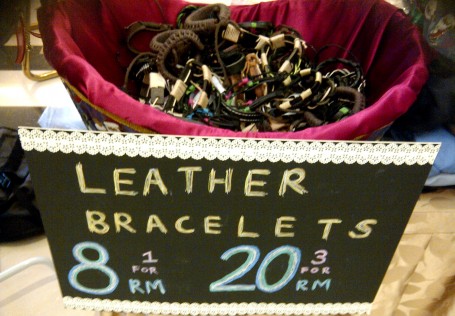 LEATHER
BRACELETS
8 1 FOR RM 20 3 FOR RM